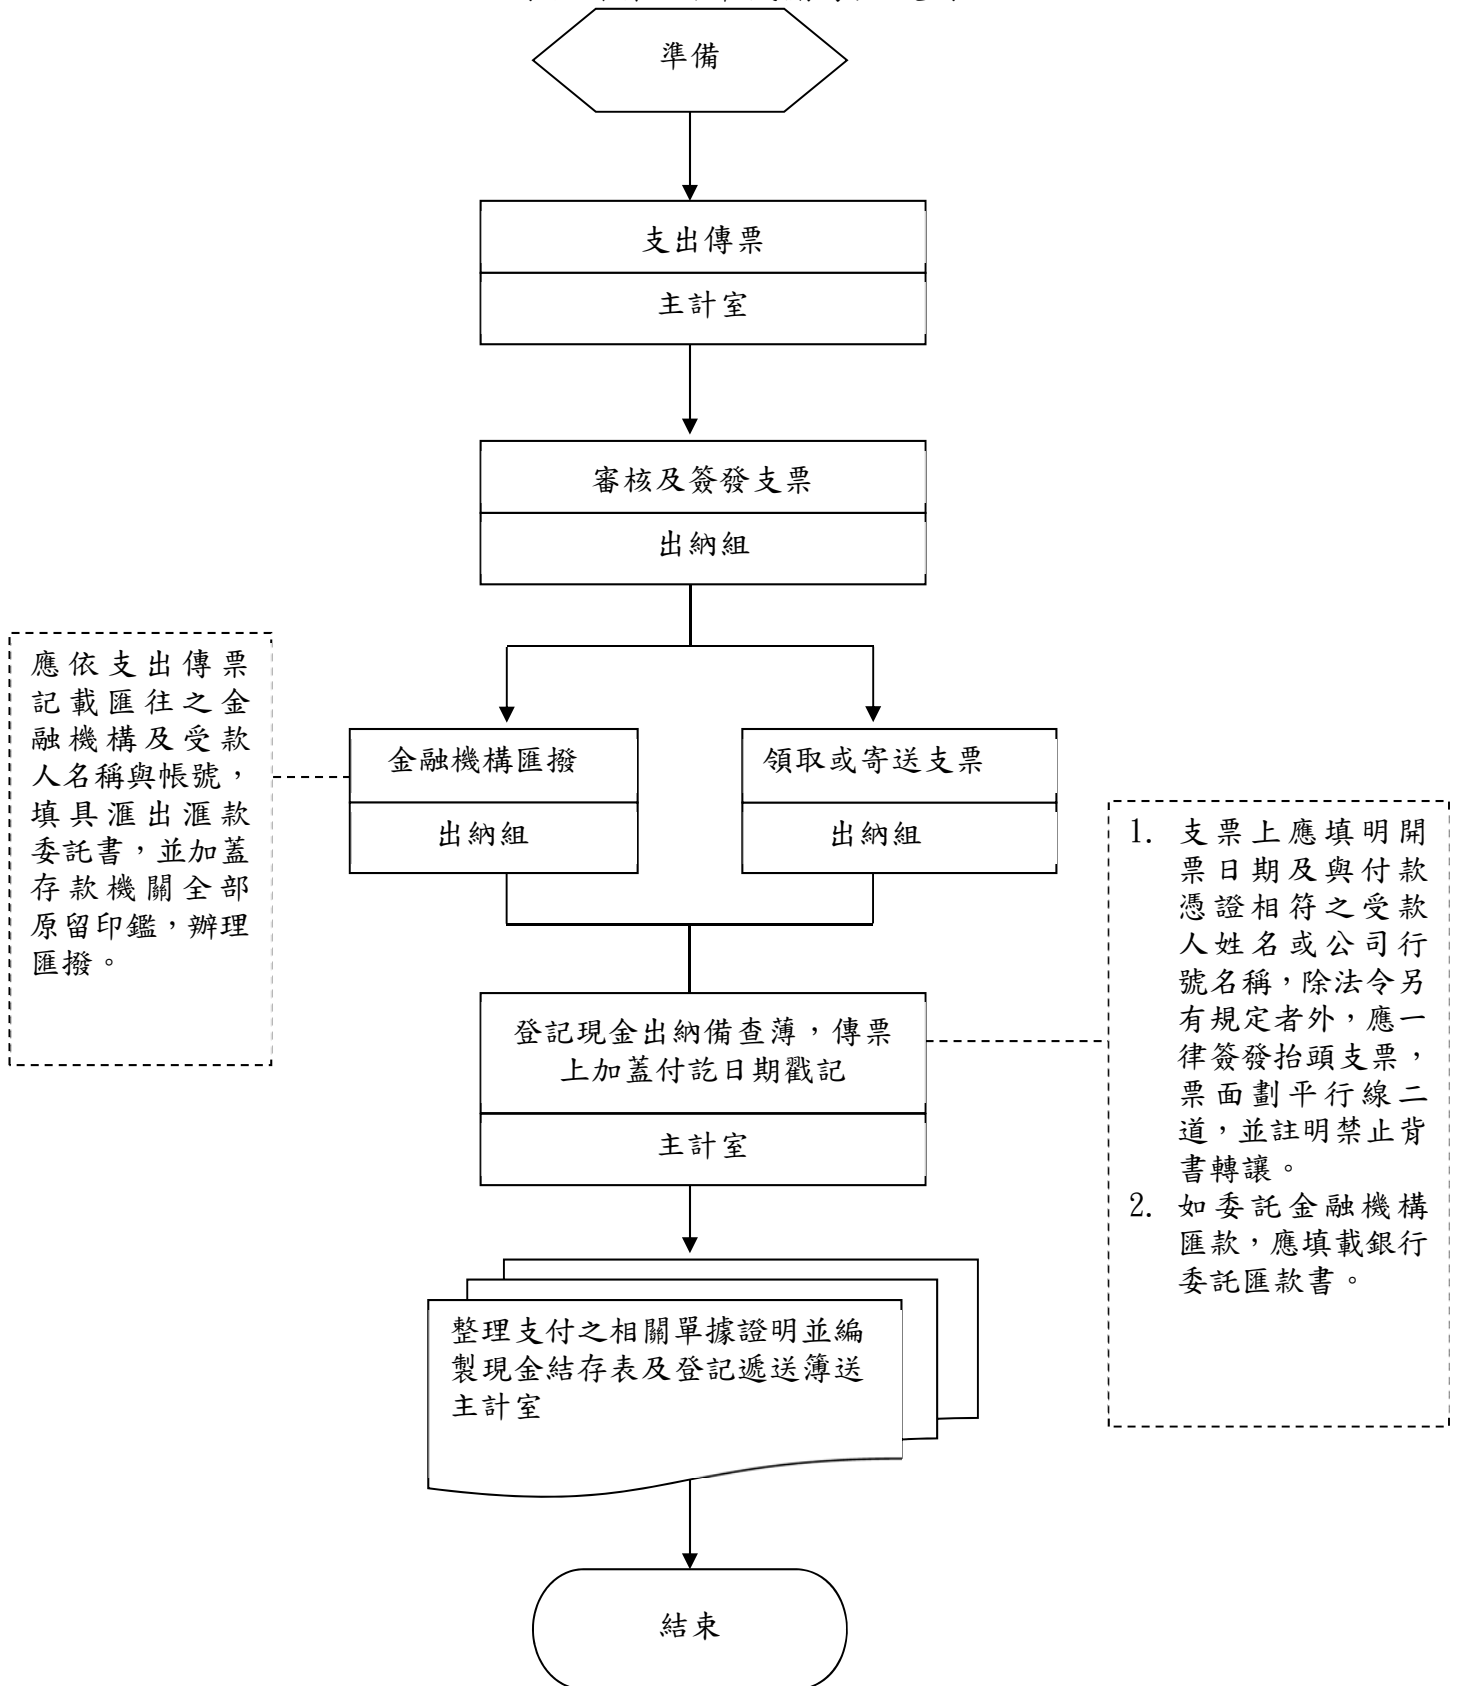 準備
支出傳票
主計室
審核及簽發支票
出納組
應依支出傳票
記載匯往之金
融機構及受款
人名稱與帳號，
填具滙出滙款
委託書，並加蓋
存款機關全部
原留印鑑，辦理
匯撥。
金融機構匯撥
出納組
領取或寄送支票
出納組
1. 支票上應填明開
票日期及與付款
憑證相符之受款
人姓名或公司行
號名稱，除法令另
有規定者外，應一
律簽發抬頭支票，
票面劃平行線二
道，並註明禁止背
書轉讓。
2. 如委託金融機構
匯款，應填載銀行
委託匯款書。
登記現金出納備查薄，傳票
上加蓋付訖日期戳記
主計室
整理支付之相關單據證明並編
製現金結存表及登記遞送簿送
主計室
結束